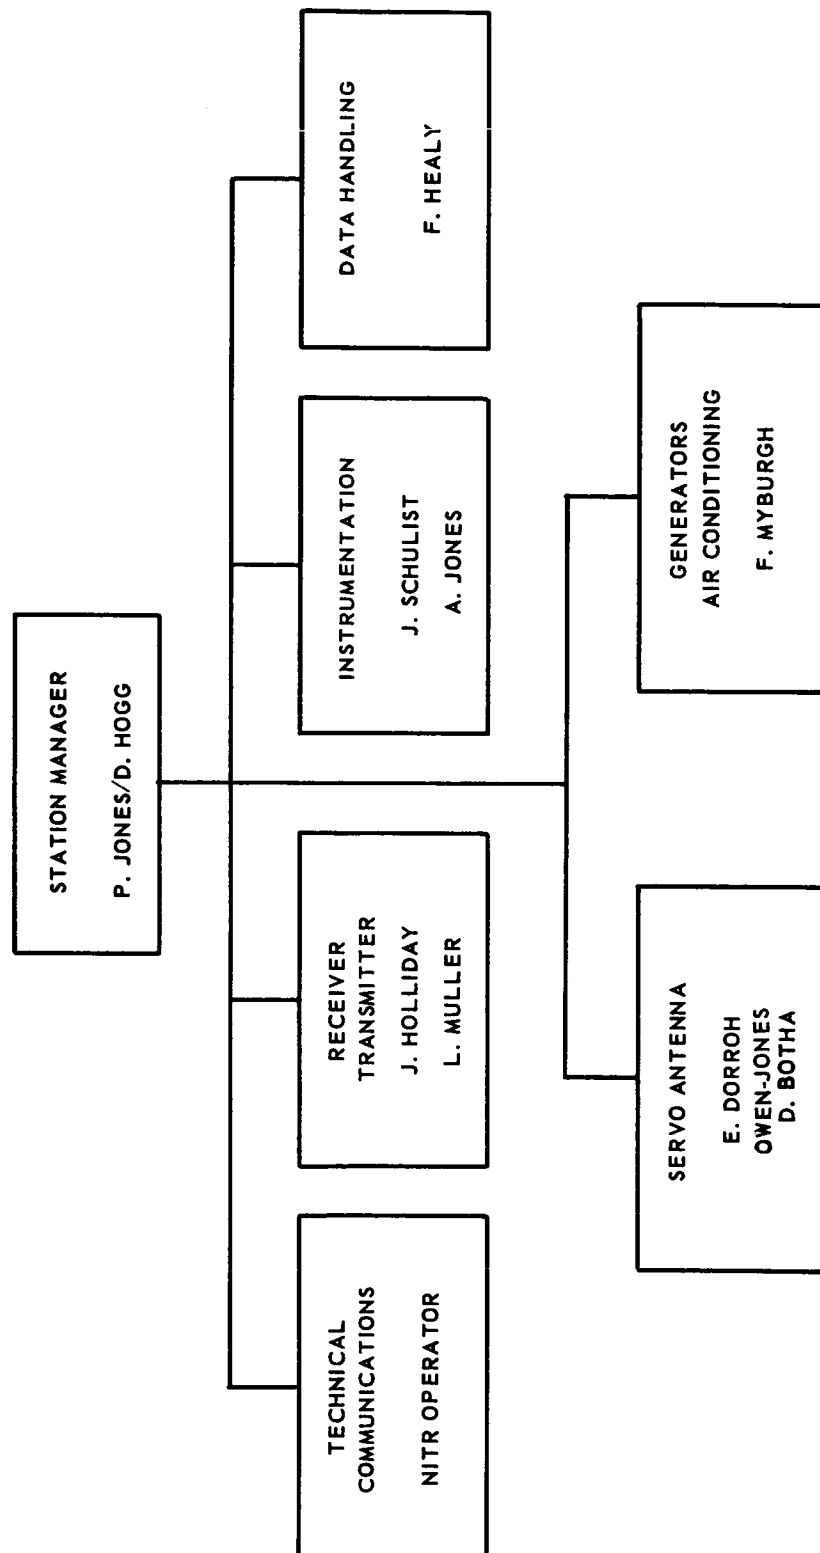 STATION MANAGER
P. JONES/D. HOGG
TECHNICAL
COMMUNICATIONS
NITR OPERATOR
RECEIVER
TRANSMITTER
J. HOLLIDAY
L. MULLER
INSTRUMENTATION
J. SCHULIST
A. JONES
DATA HANDLING
F. HEALY
SERVO ANTENNA
E. DORROH
OWEN-JONES
D. BOTHA
GENERATORS
AIR CONDITIONING
F. MYBURGH